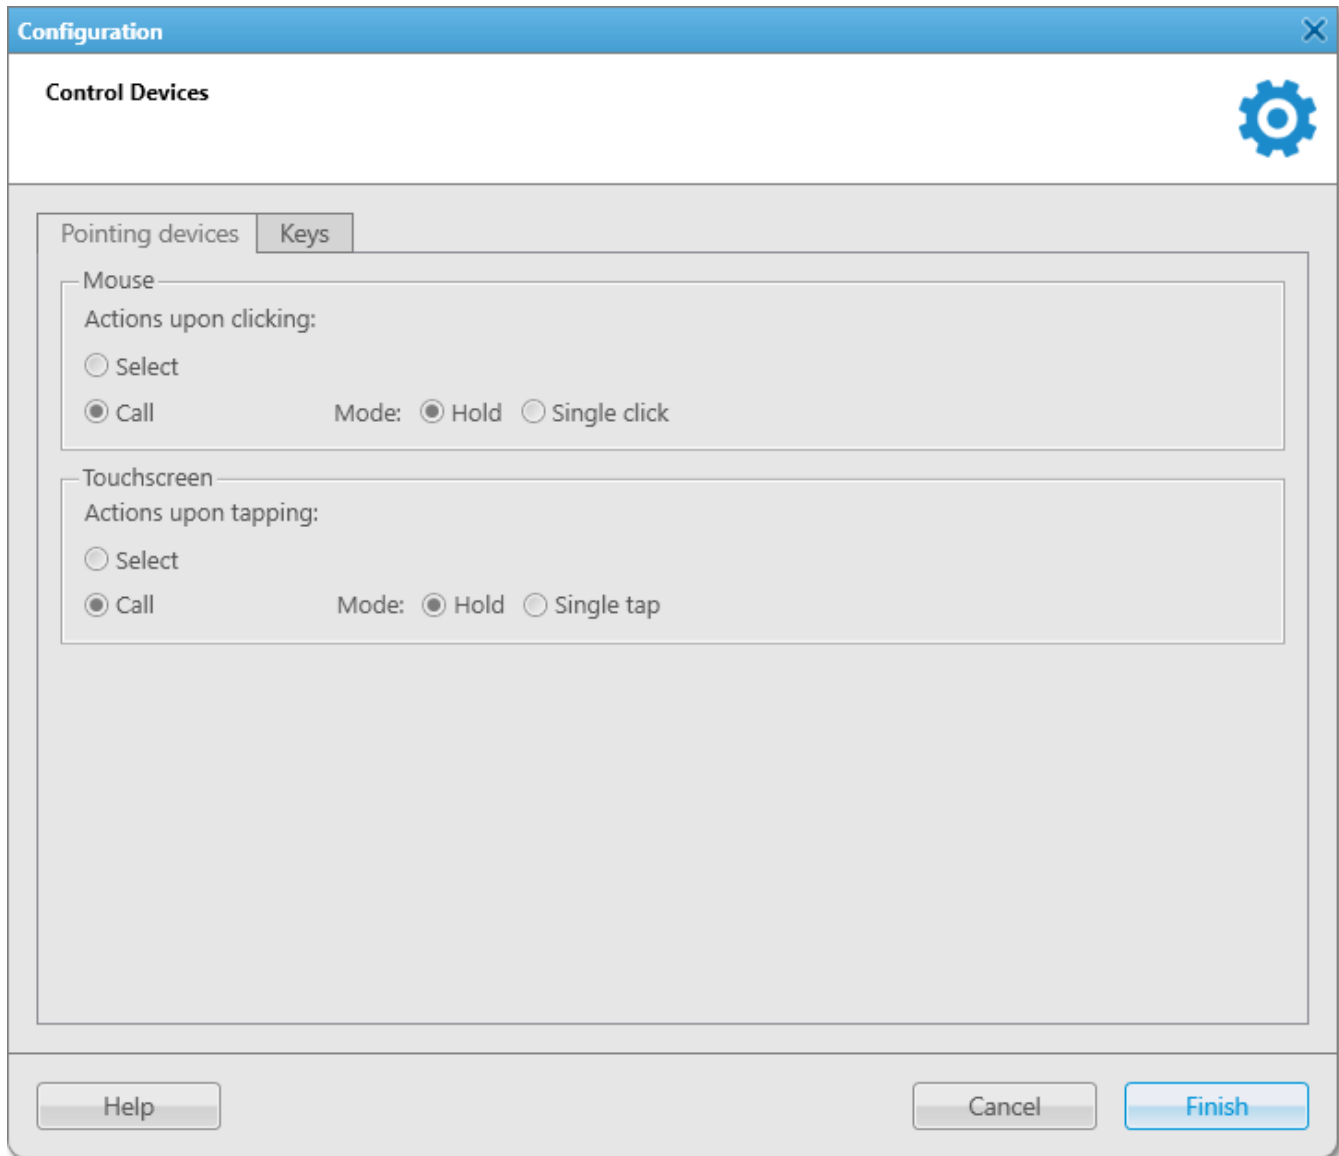 Configuration
Control Devices
Pointing devices Keys
Mouse
Actions upon clicking:
Select
Call Mode: Hold Single click
Touchscreen
Actions upon tapping:
Select
Call Mode: Hold Single tap
Help Cancel Finish